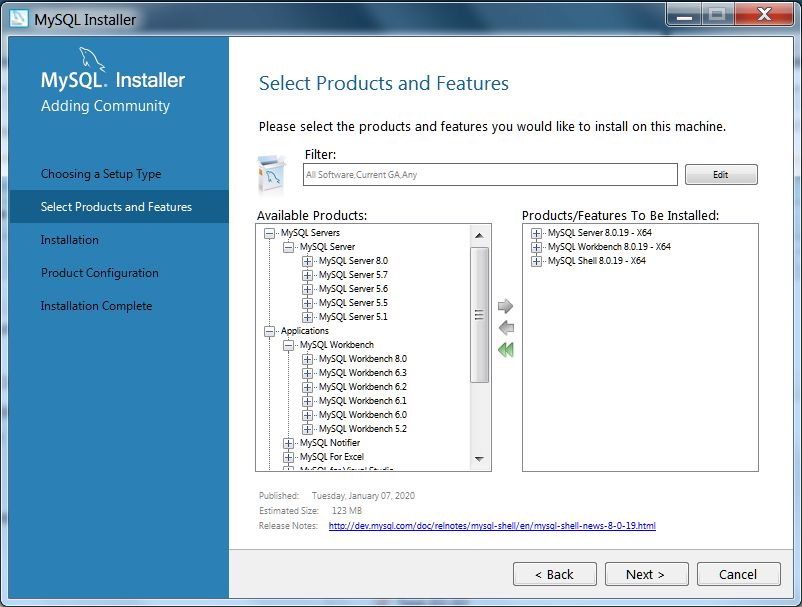 MySQL Installer
MySQL. Installer
Adding Community
Choosing a Setup Type
Select Products and Features
Installation
Product Configuration
Installation Complete
Select Products and Features
Please select the products and features you would like to install on this machine.
Filter:
All Software,Current GA,Any
Edit
Available Products:
MySQL Servers
MySQL Server
MySQL Server 8.0
MySQL Server 5.7
MySQL Server 5.6
MySQL Server 5.5
MySQL Server 5.1
Applications
MySQL Workbench
MySQL Workbench 8.0
MySQL Workbench 6.3
MySQL Workbench 6.2
MySQL Workbench 6.1
MySQL Workbench 6.0
MySQL Workbench 5.2
MySQL Notifier
MySQL For Excel
MySQL for Visual Studio
Products/Features To Be Installed:
MySQL Server 8.0.19 - X64
MySQL Workbench 8.0.19 - X64
MySQL Shell 8.0.19 - X64
Published: Tuesday, January 07, 2020
Estimated Size: 123 MB
Release Notes: http://dev.mysql.com/doc/relnotes/mysql-shell/en/mysql-shell-news-8-0-19.html
< Back
Next >
Cancel